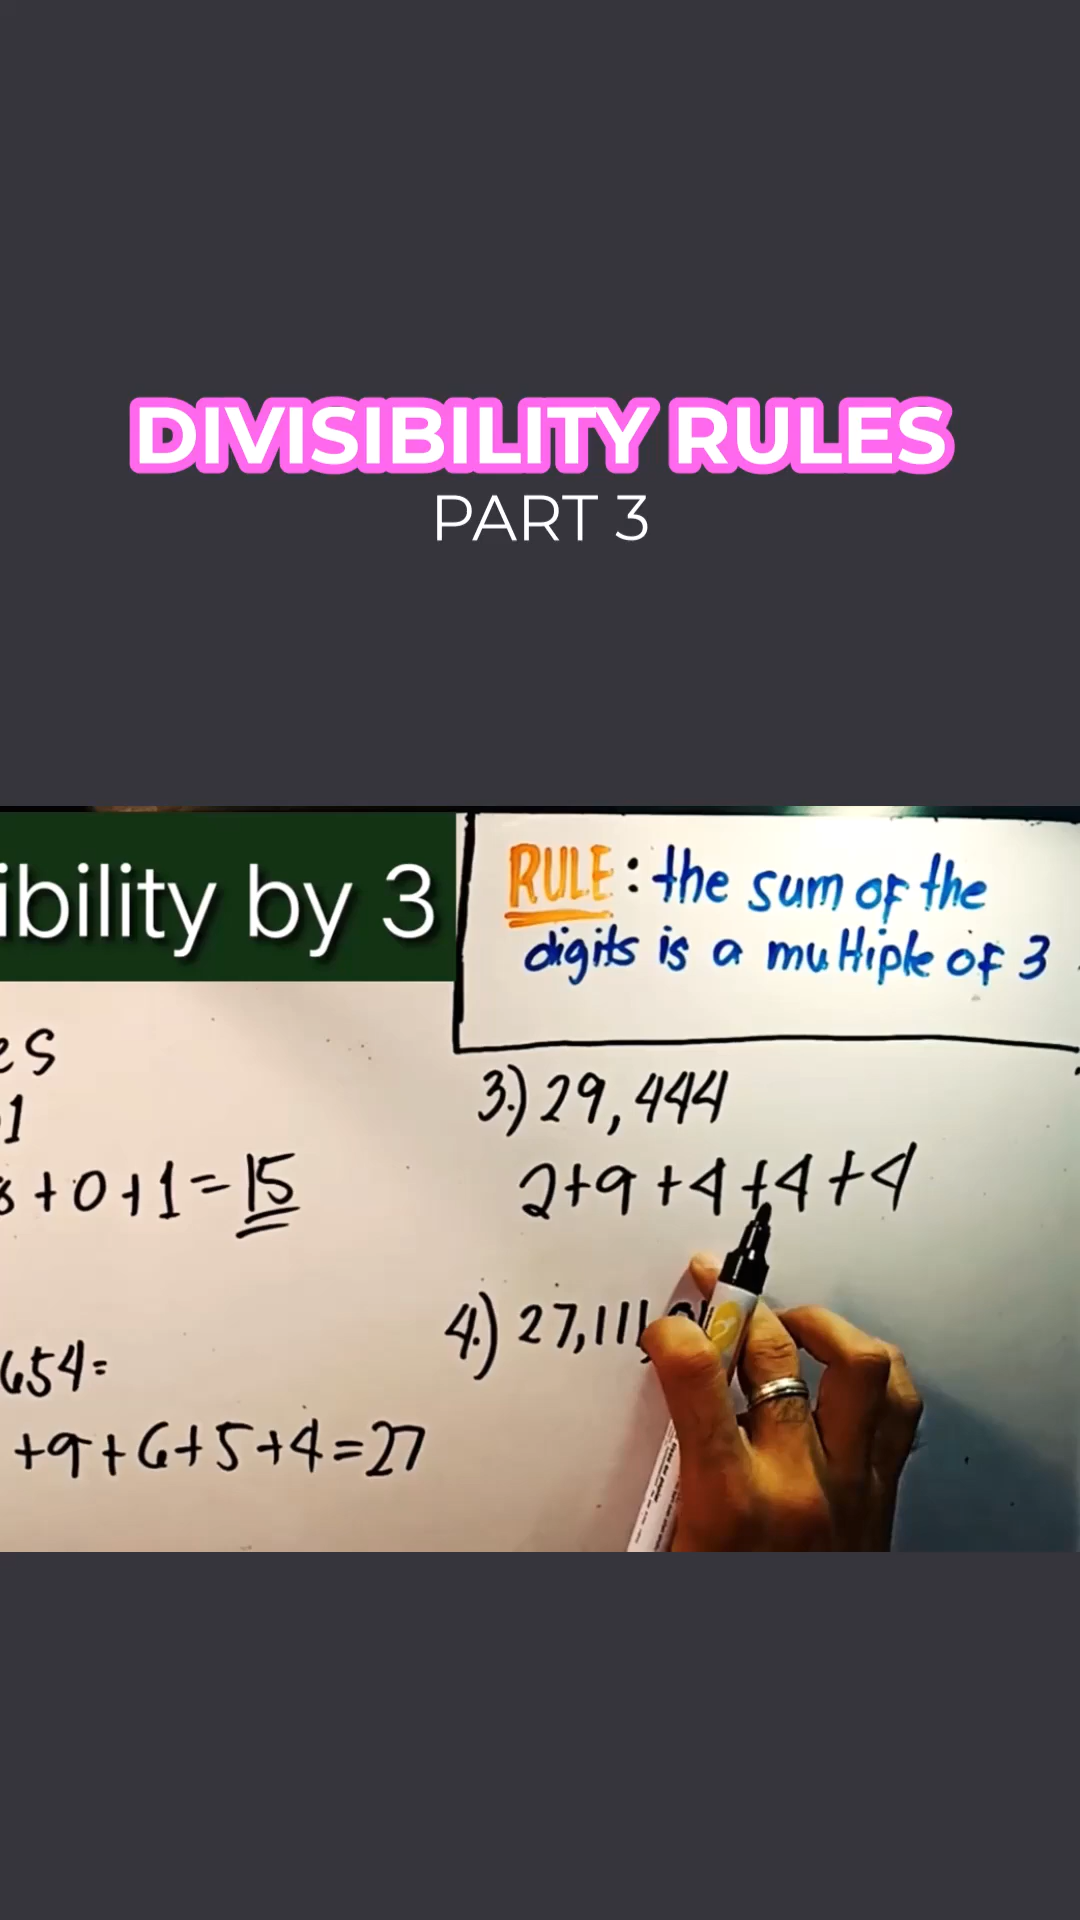 DIVISIBILITY RULES
PART 3
ibility by 3
RULE: the sum of the
digits is a multiple of 3
es
1
+0+1=15
654=
+9+6+5+4=27
3.) 29,444
2+9+4+4+4
4.) 27,111,